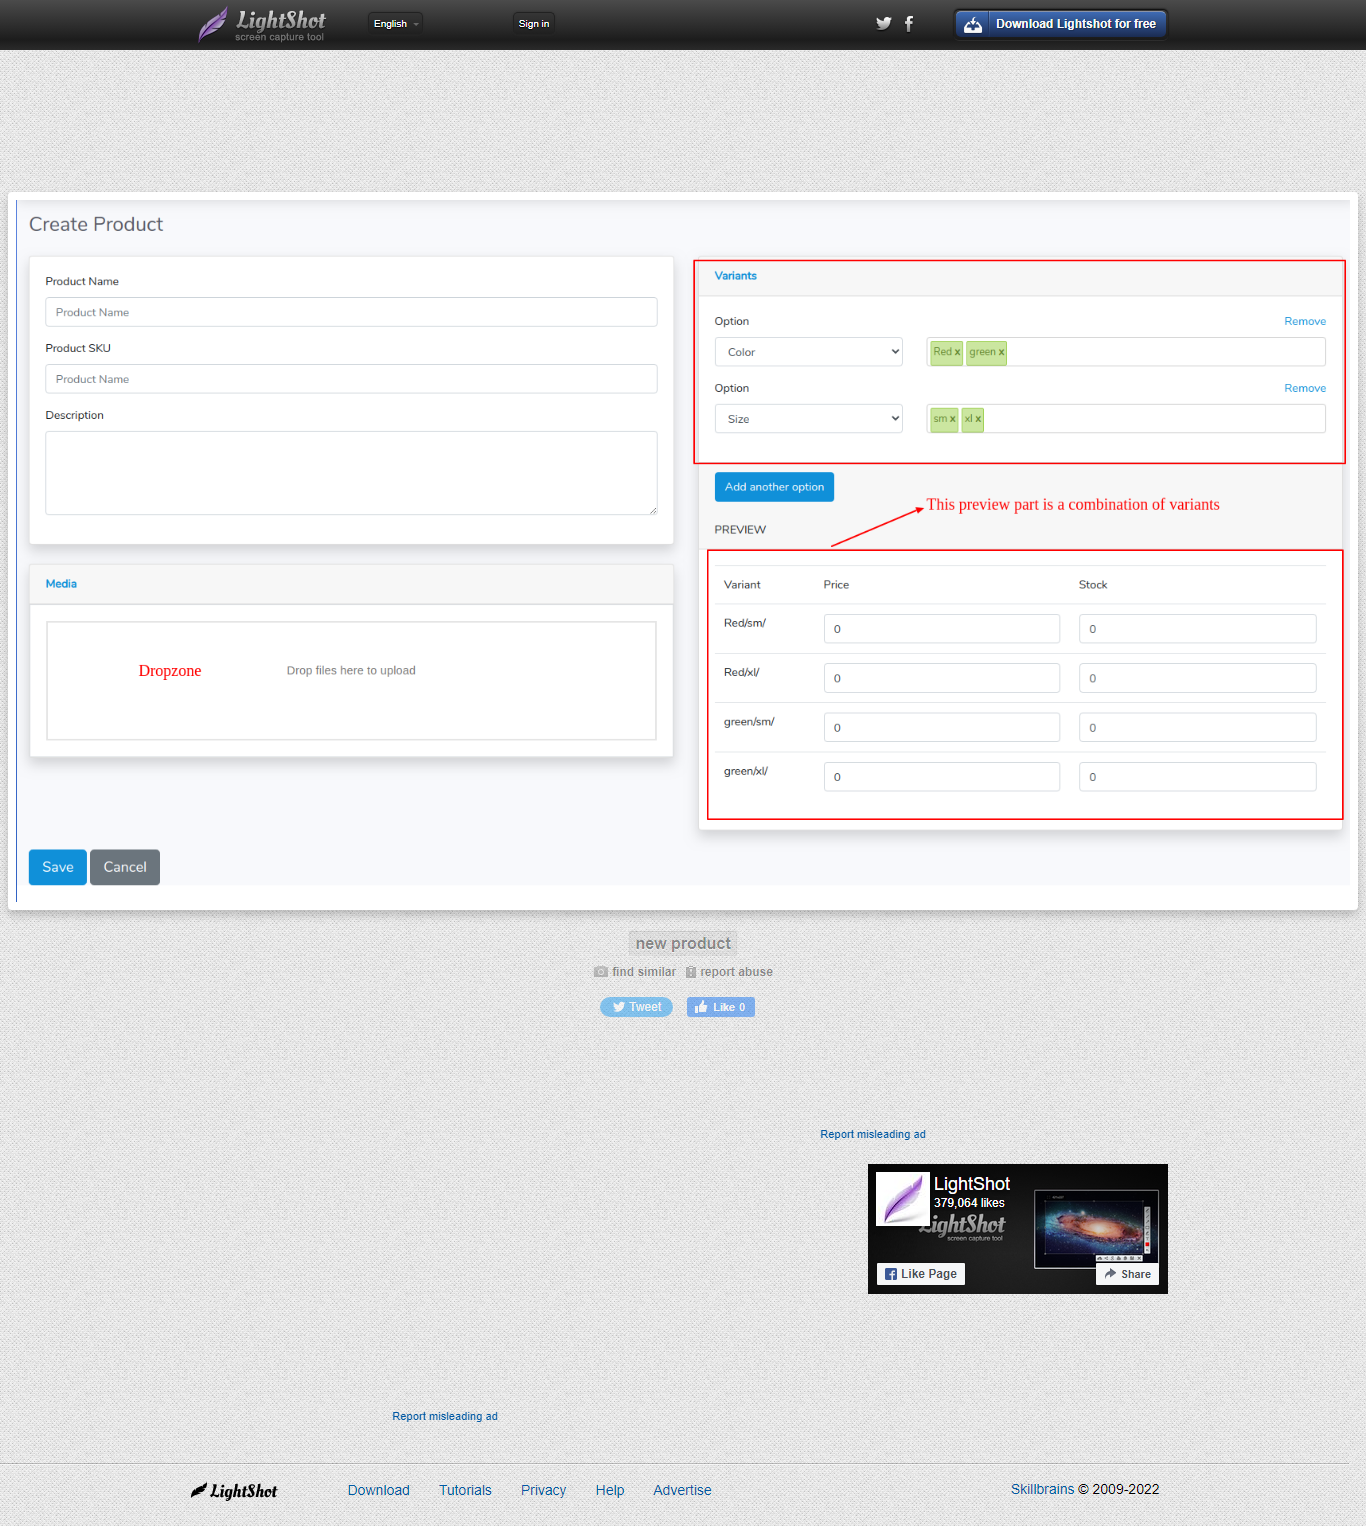 LightShot
screen capture tool
English
Sign in
Download Lightshot for free
Create Product
Product Name
Product Name
Product SKU
Product Name
Description
Media
Dropzone
Drop files here to upload
Variants
Option
Remove
Color
Red x
green x
Option
Remove
Size
sm x
xl x
Add another option
This preview part is a combination of variants
PREVIEW
Variant Price Stock
Red/sm/ 0 0
Red/xl/ 0 0
green/sm/ 0 0
green/xl/ 0 0
Save Cancel
new product
find similar report abuse
Tweet Like 0
Report misleading ad
LightShot
379,064 likes
LightShot
screen capture tool
Like Page Share
Report misleading ad
LightShot
Download Tutorials Privacy Help Advertise
Skillbrains © 2009-2022